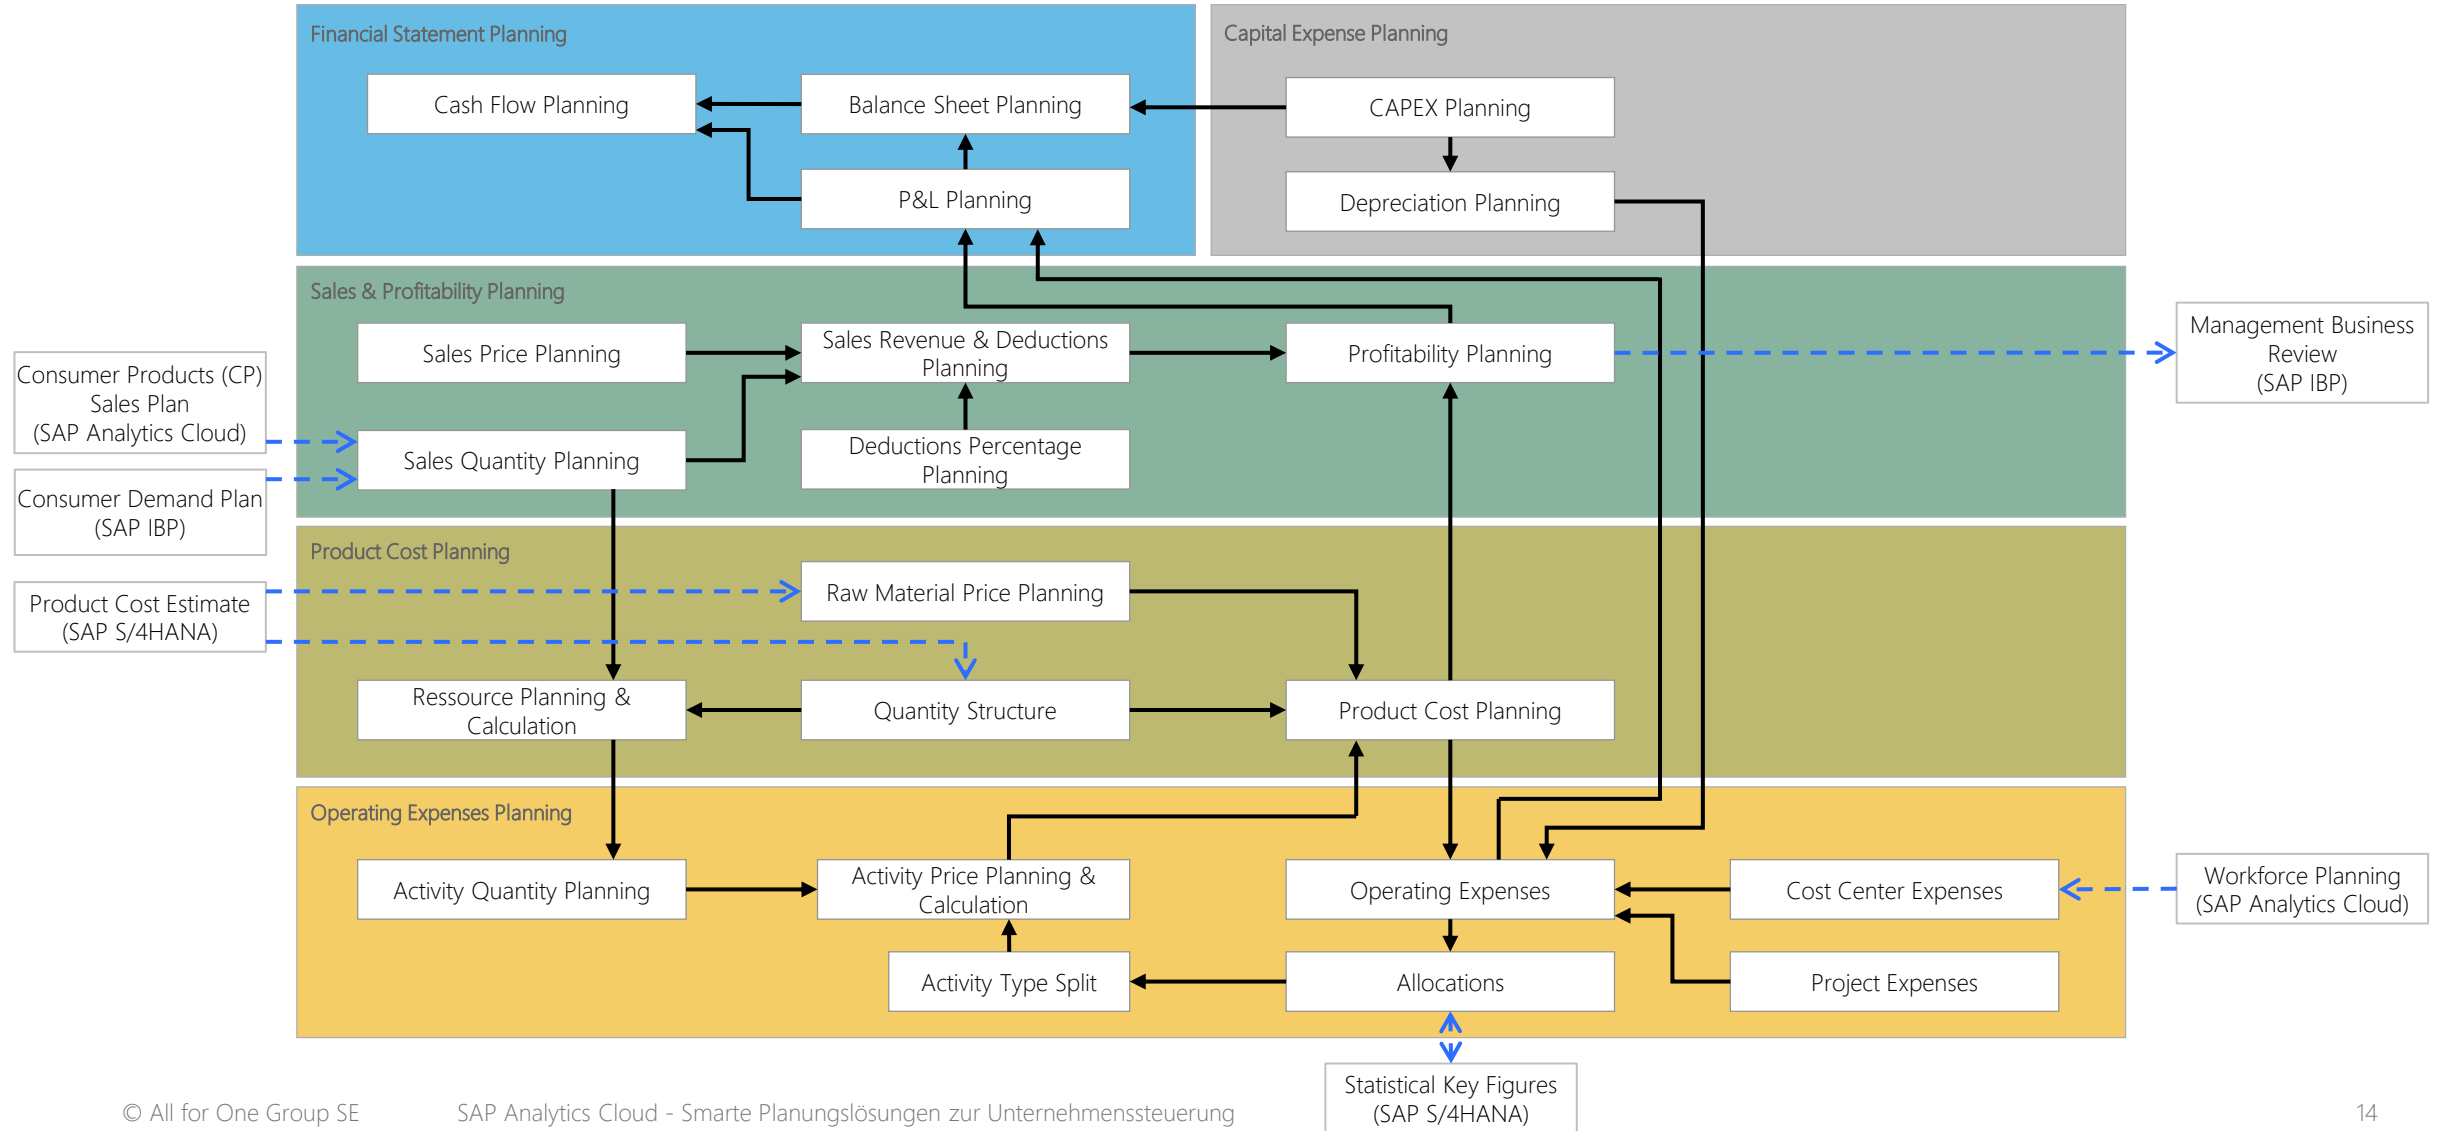 Financial Statement Planning
Capital Expense Planning
Cash Flow Planning
Balance Sheet Planning
CAPEX Planning
P&L Planning
Depreciation Planning
Sales & Profitability Planning
Sales Price Planning
Sales Revenue & Deductions
Planning
Profitability Planning
Management Business
Review
(SAP IBP)
Consumer Products (CP)
Sales Plan
(SAP Analytics Cloud)
Sales Quantity Planning
Deductions Percentage
Planning
Consumer Demand Plan
(SAP IBP)
Product Cost Planning
Raw Material Price Planning
Product Cost Estimate
(SAP S/4HANA)
Ressource Planning &
Calculation
Quantity Structure
Product Cost Planning
Operating Expenses Planning
Activity Quantity Planning
Activity Price Planning &
Calculation
Operating Expenses
Cost Center Expenses
Workforce Planning
(SAP Analytics Cloud)
Activity Type Split
Allocations
Project Expenses
Statistical Key Figures
(SAP S/4HANA)
© All for One Group SE
SAP Analytics Cloud - Smarte Planungslösungen zur Unternehmenssteuerung
14